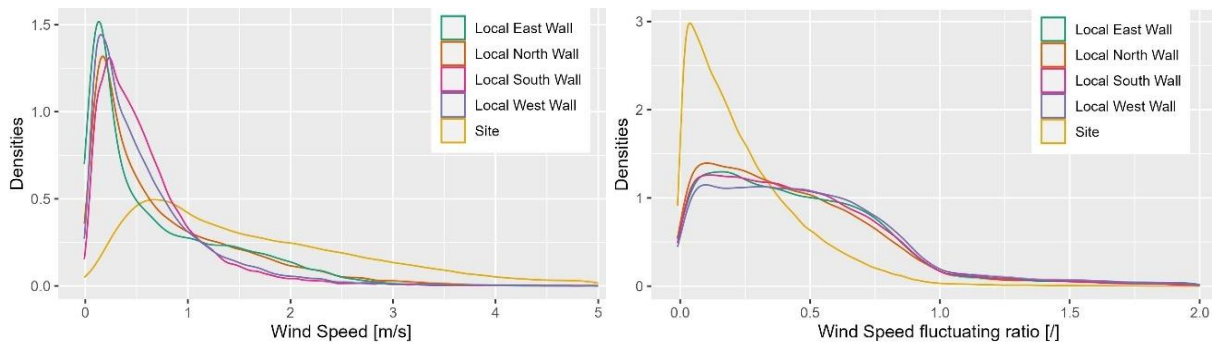 1.5
1.0
0.5
0.0
Densities
0
1
2
3
4
5
Wind Speed [m/s]
Local East Wall
Local North Wall
Local South Wall
Local West Wall
Site
3
2
1
0
Densities
0.0
0.5
1.0
1.5
2.0
Wind Speed fluctuating ratio [/]
Local East Wall
Local North Wall
Local South Wall
Local West Wall
Site